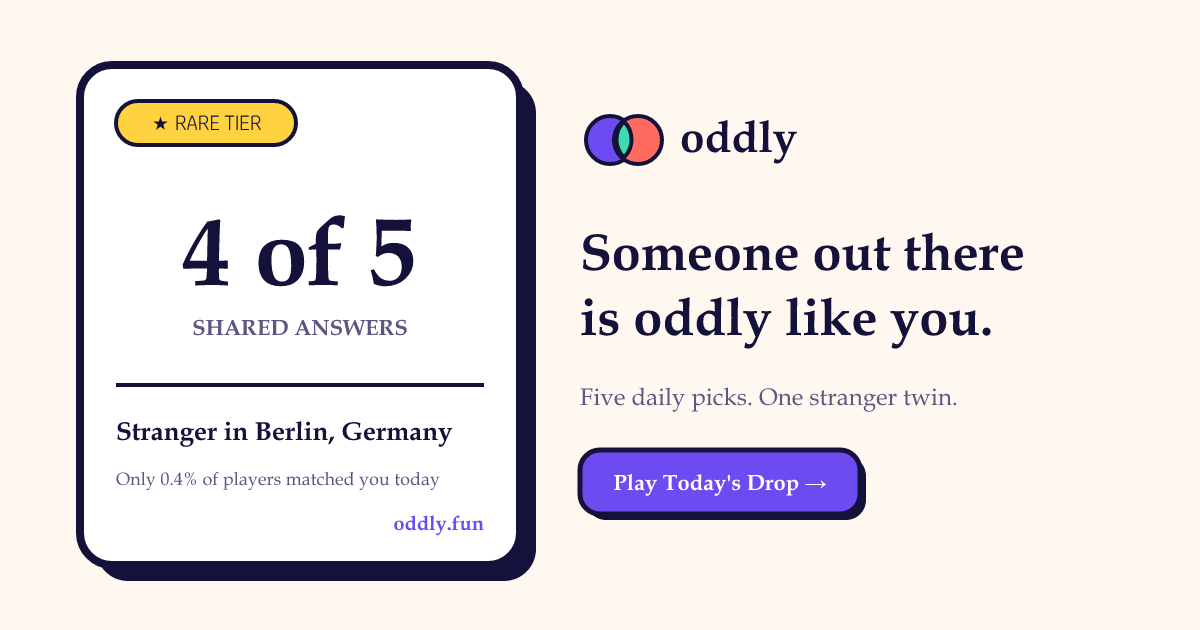 ★ RARE TIER
4 of 5
SHARED ANSWERS
Stranger in Berlin, Germany
Only 0.4% of players matched you today
oddly.fun
oddly
Someone out there
is oddly like you.
Five daily picks. One stranger twin.
Play Today's Drop →